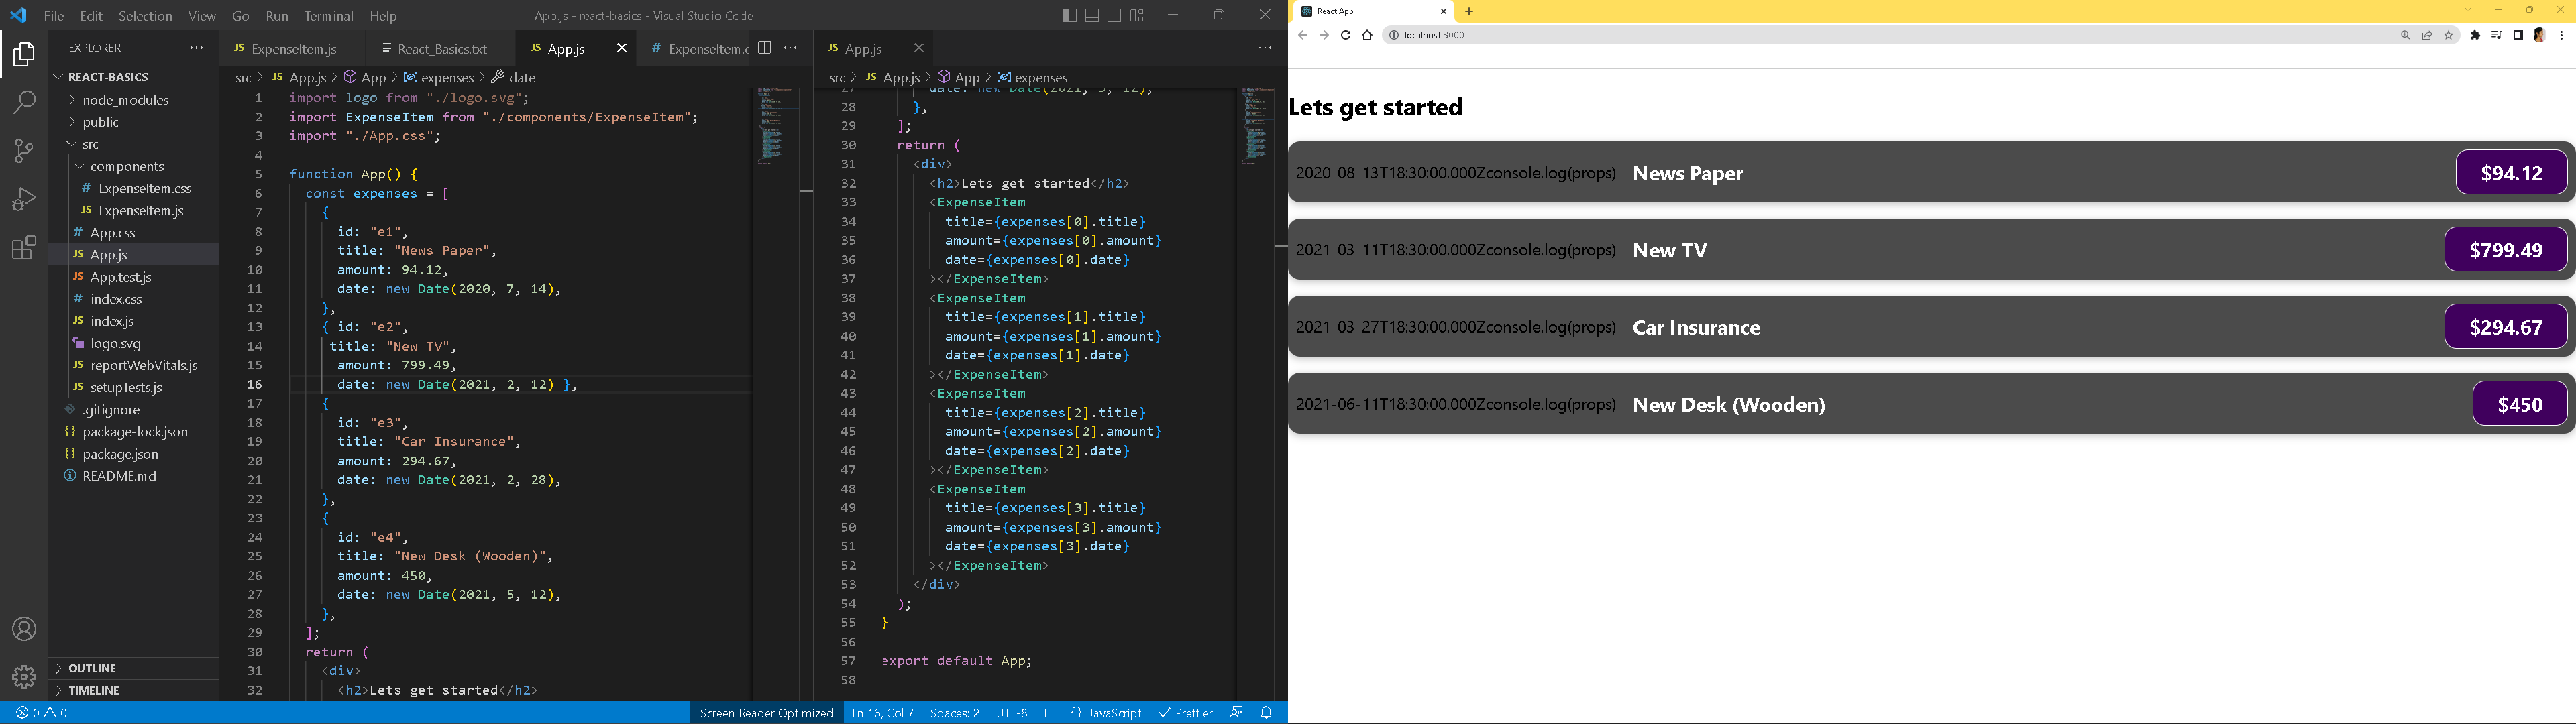 File Edit Selection View Go Run Terminal Help
App.js - react-basics - Visual Studio Code
EXPLORER
REACT-BASICS
node_modules
public
src
components
ExpenseItem.css
ExpenseItem.js
App.css
App.js
App.test.js
index.css
index.js
logo.svg
reportWebVitals.js
setupTests.js
.gitignore
package-lock.json
package.json
README.md
OUTLINE
TIMELINE
ExpenseItem.js React_Basics.txt App.js ExpenseItem.c
src > App.js > App > expenses > date
1 import logo from "./logo.svg";
2 import ExpenseItem from "./components/ExpenseItem";
3 import "./App.css";
4
5 function App() {
6 const expenses = [
7 {
8 id: "e1",
9 title: "News Paper",
10 amount: 94.12,
11 date: new Date(2020, 7, 14),
12 },
13 { id: "e2",
14 title: "New TV",
15 amount: 799.49,
16 date: new Date(2021, 2, 12) },
17 {
18 id: "e3",
19 title: "Car Insurance",
20 amount: 294.67,
21 date: new Date(2021, 2, 28),
22 },
23 {
24 id: "e4",
25 title: "New Desk (Wooden)",
26 amount: 450,
27 date: new Date(2021, 5, 12),
28 },
29 ];
30 return (
31 <div>
32 <h2>Lets get started</h2>
App.js
src > App.js > App > expenses
27 date: new Date(2021, 5, 12),
28 },
29 ];
30 return (
31 <div>
32 <h2>Lets get started</h2>
33 <ExpenseItem
34 title={expenses[0].title}
35 amount={expenses[0].amount}
36 date={expenses[0].date}
37 ></ExpenseItem>
38 <ExpenseItem
39 title={expenses[1].title}
40 amount={expenses[1].amount}
41 date={expenses[1].date}
42 ></ExpenseItem>
43 <ExpenseItem
44 title={expenses[2].title}
45 amount={expenses[2].amount}
46 date={expenses[2].date}
47 ></ExpenseItem>
48 <ExpenseItem
49 title={expenses[3].title}
50 amount={expenses[3].amount}
51 date={expenses[3].date}
52 ></ExpenseItem>
53 </div>
54 );
55 }
56
57 export default App;
58
0 0 Screen Reader Optimized Ln 16, Col 7 Spaces: 2 UTF-8 LF {} JavaScript Prettier
React App
localhost:3000
Lets get started
2020-08-13T18:30:00.000Zconsole.log(props) News Paper $94.12
2021-03-11T18:30:00.000Zconsole.log(props) New TV $799.49
2021-03-27T18:30:00.000Zconsole.log(props) Car Insurance $294.67
2021-06-11T18:30:00.000Zconsole.log(props) New Desk (Wooden) $450